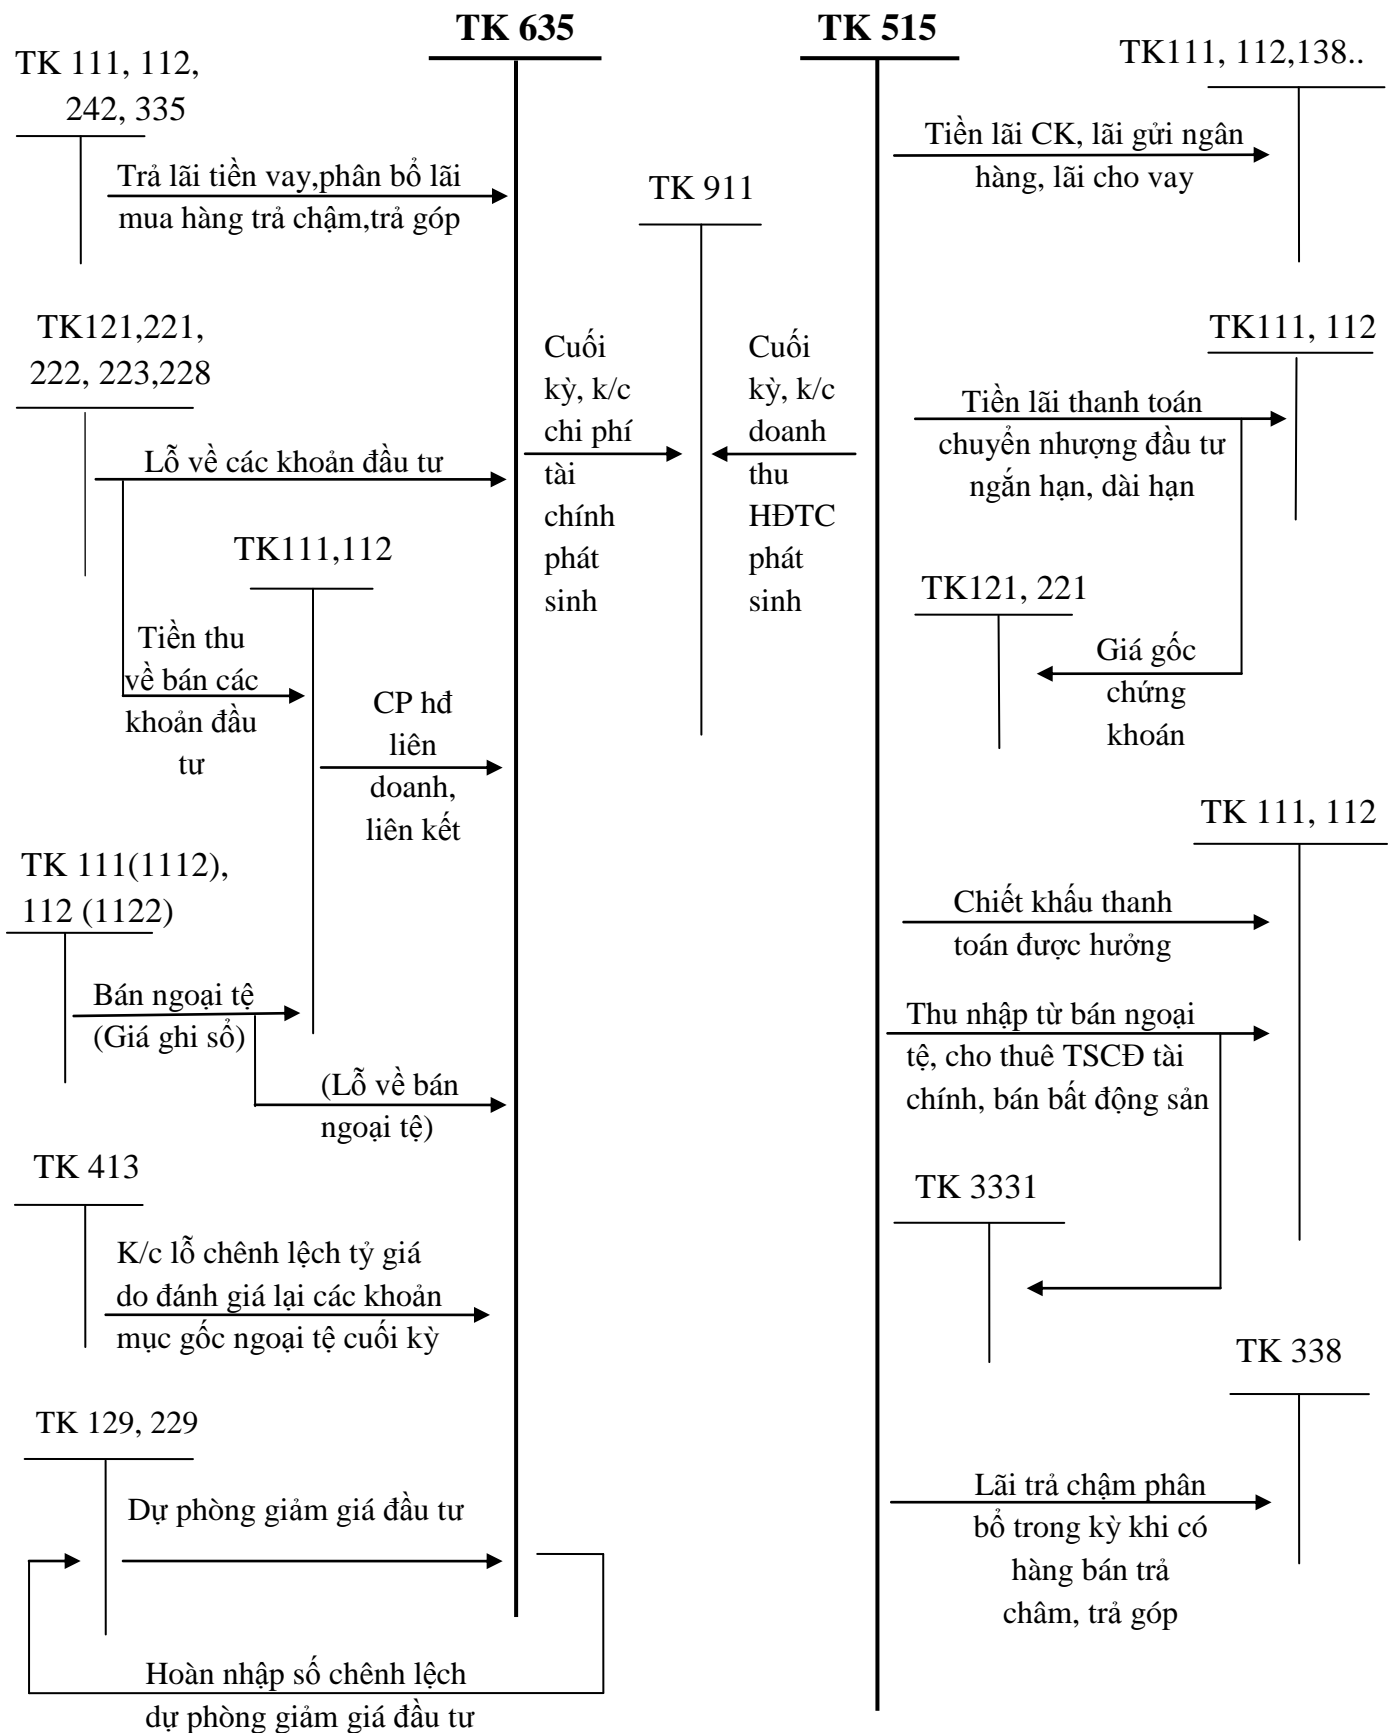 TK 635
TK 515
TK 111, 112,
242, 335
Trả lãi tiền vay,phân bổ lãi
mua hàng trả chậm,trả góp
TK 911
TK111, 112,138..
Tiền lãi CK, lãi gửi ngân
hàng, lãi cho vay
TK121,221,
222, 223,228
Lỗ về các khoản đầu tư
Cuối
kỳ, k/c
chi phí
tài
chính
phát
sinh
Cuối
kỳ, k/c
doanh
thu
HĐTC
phát
sinh
TK111, 112
Tiền lãi thanh toán
chuyển nhượng đầu tư
ngắn hạn, dài hạn
TK111,112
Tiền thu
về bán các
khoản đầu
tư
CP hđ
liên
doanh,
liên kết
TK121, 221
Giá gốc
chứng
khoán
TK 111(1112),
112 (1122)
Bán ngoại tệ
(Giá ghi sổ)
(Lỗ về bán
ngoại tệ)
TK 111, 112
Chiết khấu thanh
toán được hưởng
Thu nhập từ bán ngoại
tệ, cho thuê TSCĐ tài
chính, bán bất động sản
TK 413
K/c lỗ chênh lệch tỷ giá
do đánh giá lại các khoản
mục gốc ngoại tệ cuối kỳ
TK 3331
TK 338
TK 129, 229
Dự phòng giảm giá đầu tư
Lãi trả chậm phân
bổ trong kỳ khi có
hàng bán trả
châm, trả góp
Hoàn nhập số chênh lệch
dự phòng giảm giá đầu tư